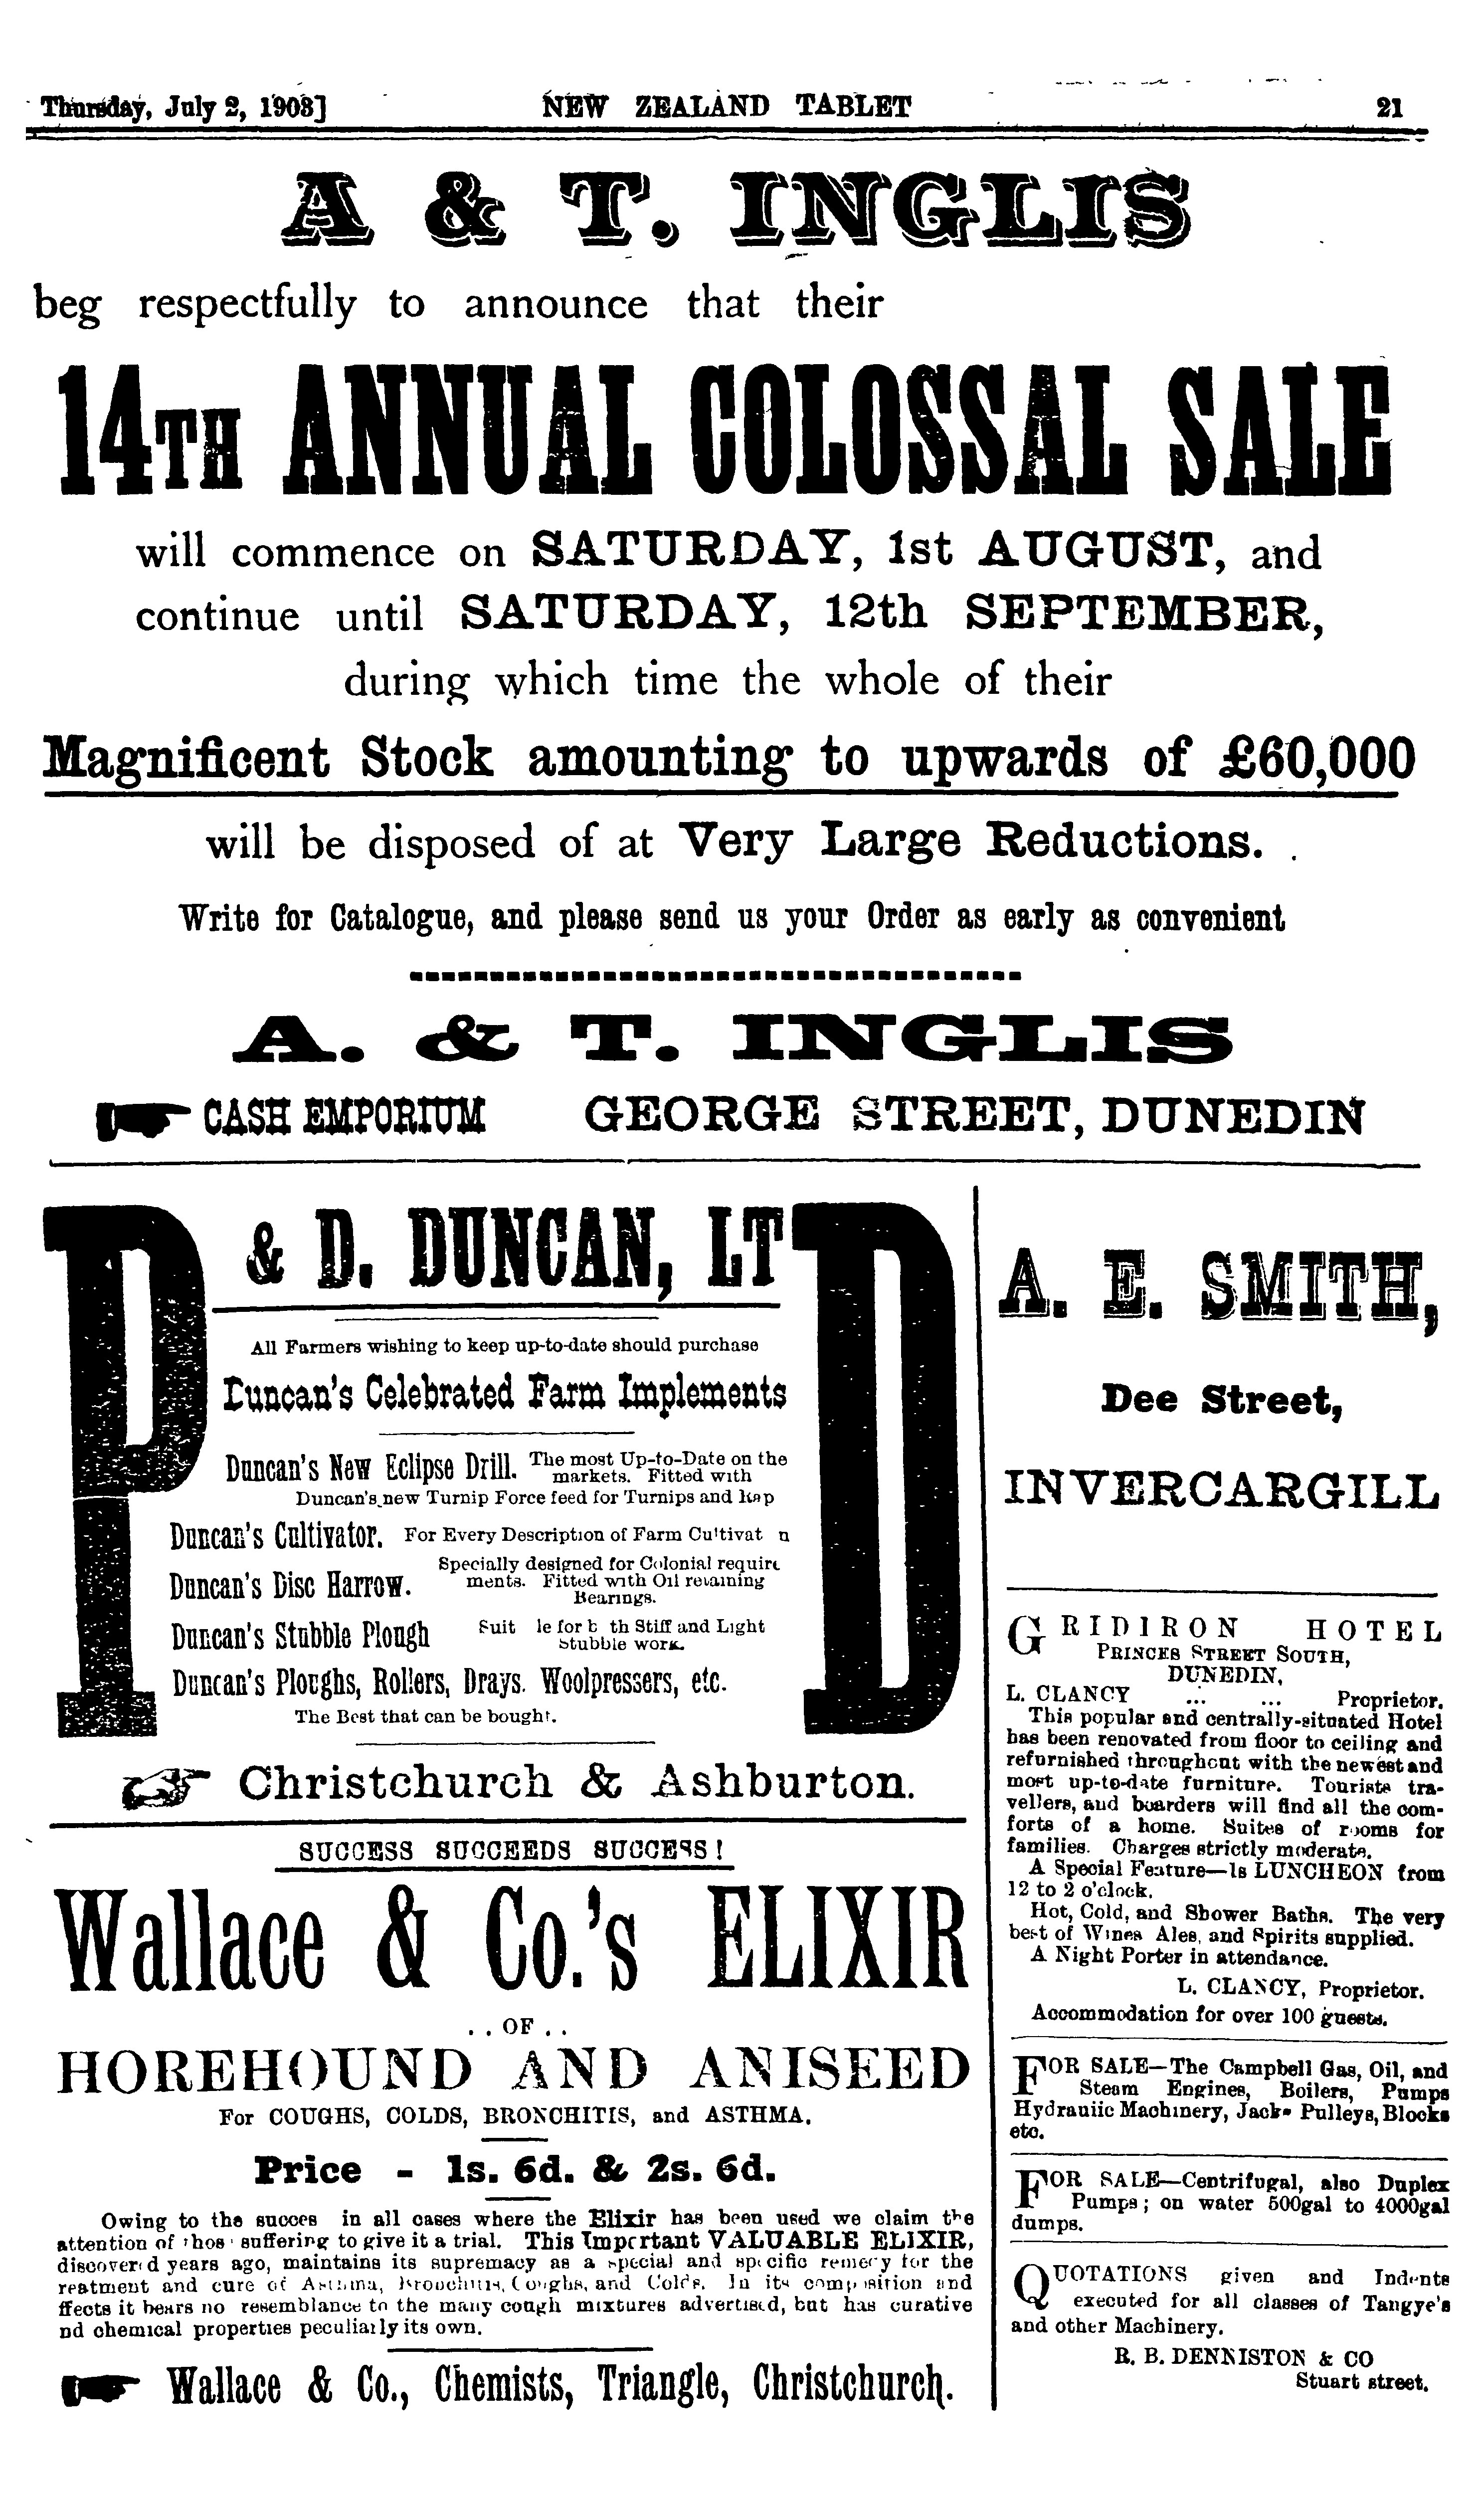 Thursday, July 2, 1903]
NEW ZEALAND TABLET
21
A & T. INGLIS
beg respectfully to announce that their
14TH ANNUAL COLOSSAL SALE
will commence on SATURDAY, 1st AUGUST, and
continue until SATURDAY, 12th SEPTEMBER,
during which time the whole of their
Magnificent Stock amounting to upwards of £60,000
will be disposed of at Very Large Reductions.
Write for Catalogue, and please send us your Order as early as convenient
A. & T. INGLIS
CASH EMPORIUM GEORGE STREET, DUNEDIN
P & D. DUNCAN, LTD
All Farmers wishing to keep up-to-date should purchase
Duncan's Celebrated Farm Implements
Duncan's New Eclipse Drill. The most Up-to-Date on the
markets. Fitted with
Duncan's new Turnip Force feed for Turnips and
Duncan's Cultivator. For Every Description of Farm
Duncan's Disc Harrow. Specially designed for Colonial require
ments. Fitted with Oil retaining
Bearings.
Duncan's Stubble Plough Stiff and Light
Stubble work.
Duncan's Ploughs, Rollers, Drays. Woolpressers, etc.
The Best that can be bought.
Christchurch & Ashburton.
SUCCESS SUCCEEDS SUCCESS!
Wallace & Co.'s ELIXIR
. . OF . .
HOREHOUND AND ANISEED
For COUGHS, COLDS, BRONCHITIS, and ASTHMA.
Price - 1s. 6d. & 2s. 6d.
Owing to the succes in all cases where the Elixir has been used we claim the
attention of thos suffering to give it a trial. This Important VALUABLE ELIXIR,
discovered years ago, maintains its supremacy as a special and specific remedy for the
reatment and cure of Asthma, Bronchitis, Coughs, and Colds. In its composition and
ffects it bears no resemblance to the many cough mixtures advertised, but has curative
nd chemical properties peculiarly its own.
Wallace & Co., Chemists, Triangle, Christchurch.
A. E. SMITH,
Dee Street,
INVERCARGILL
GRIDIRON HOTEL
PRINCES STREET SOUTH,
DUNEDIN,
L. CLANCY ... ... Proprietor.
This popular and centrally-situated Hotel
has been renovated from floor to ceiling and
refurnished throughout with the newest and
most up-to-date furniture. Tourists tra-
vellers, and boarders will find all the com-
forts of a home. Suites of rooms for
families. Charges strictly moderate.
A Special Feature—1s LUNCHEON from
12 to 2 o'clock.
Hot, Cold, and Shower Baths. The very
best of Wines Ales, and Spirits supplied.
A Night Porter in attendance.
L. CLANCY, Proprietor.
Accommodation for over 100 guests.
FOR SALE—The Campbell Gas, Oil, and
Steam Engines, Boilers, Pumps
Hydrauiic Machinery, Jacks Pulleys, Blocks
etc.
FOR SALE—Centrifugal, also Duplex
Pumps; on water 500gal to 4000gal
dumps.
QUOTATIONS given and Indents
executed for all classes of Tangye's
and other Machinery.
R. B. DENNISTON & CO
Stuart street.